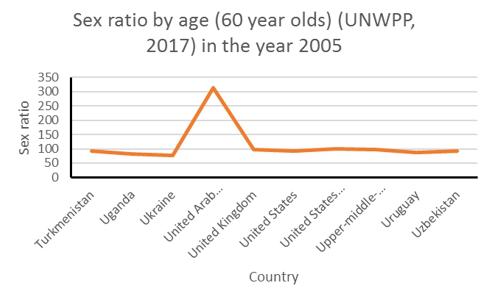 Sex ratio by age (60 year olds) (UNWPP,
2017) in the year 2005
Sex ratio
350
300
250
200
150
100
50
0
Turkmenistan
Uganda
Ukraine
United Arab…
United Kingdom
United States
United States…
Upper-middle-…
Uruguay
Uzbekistan
Country